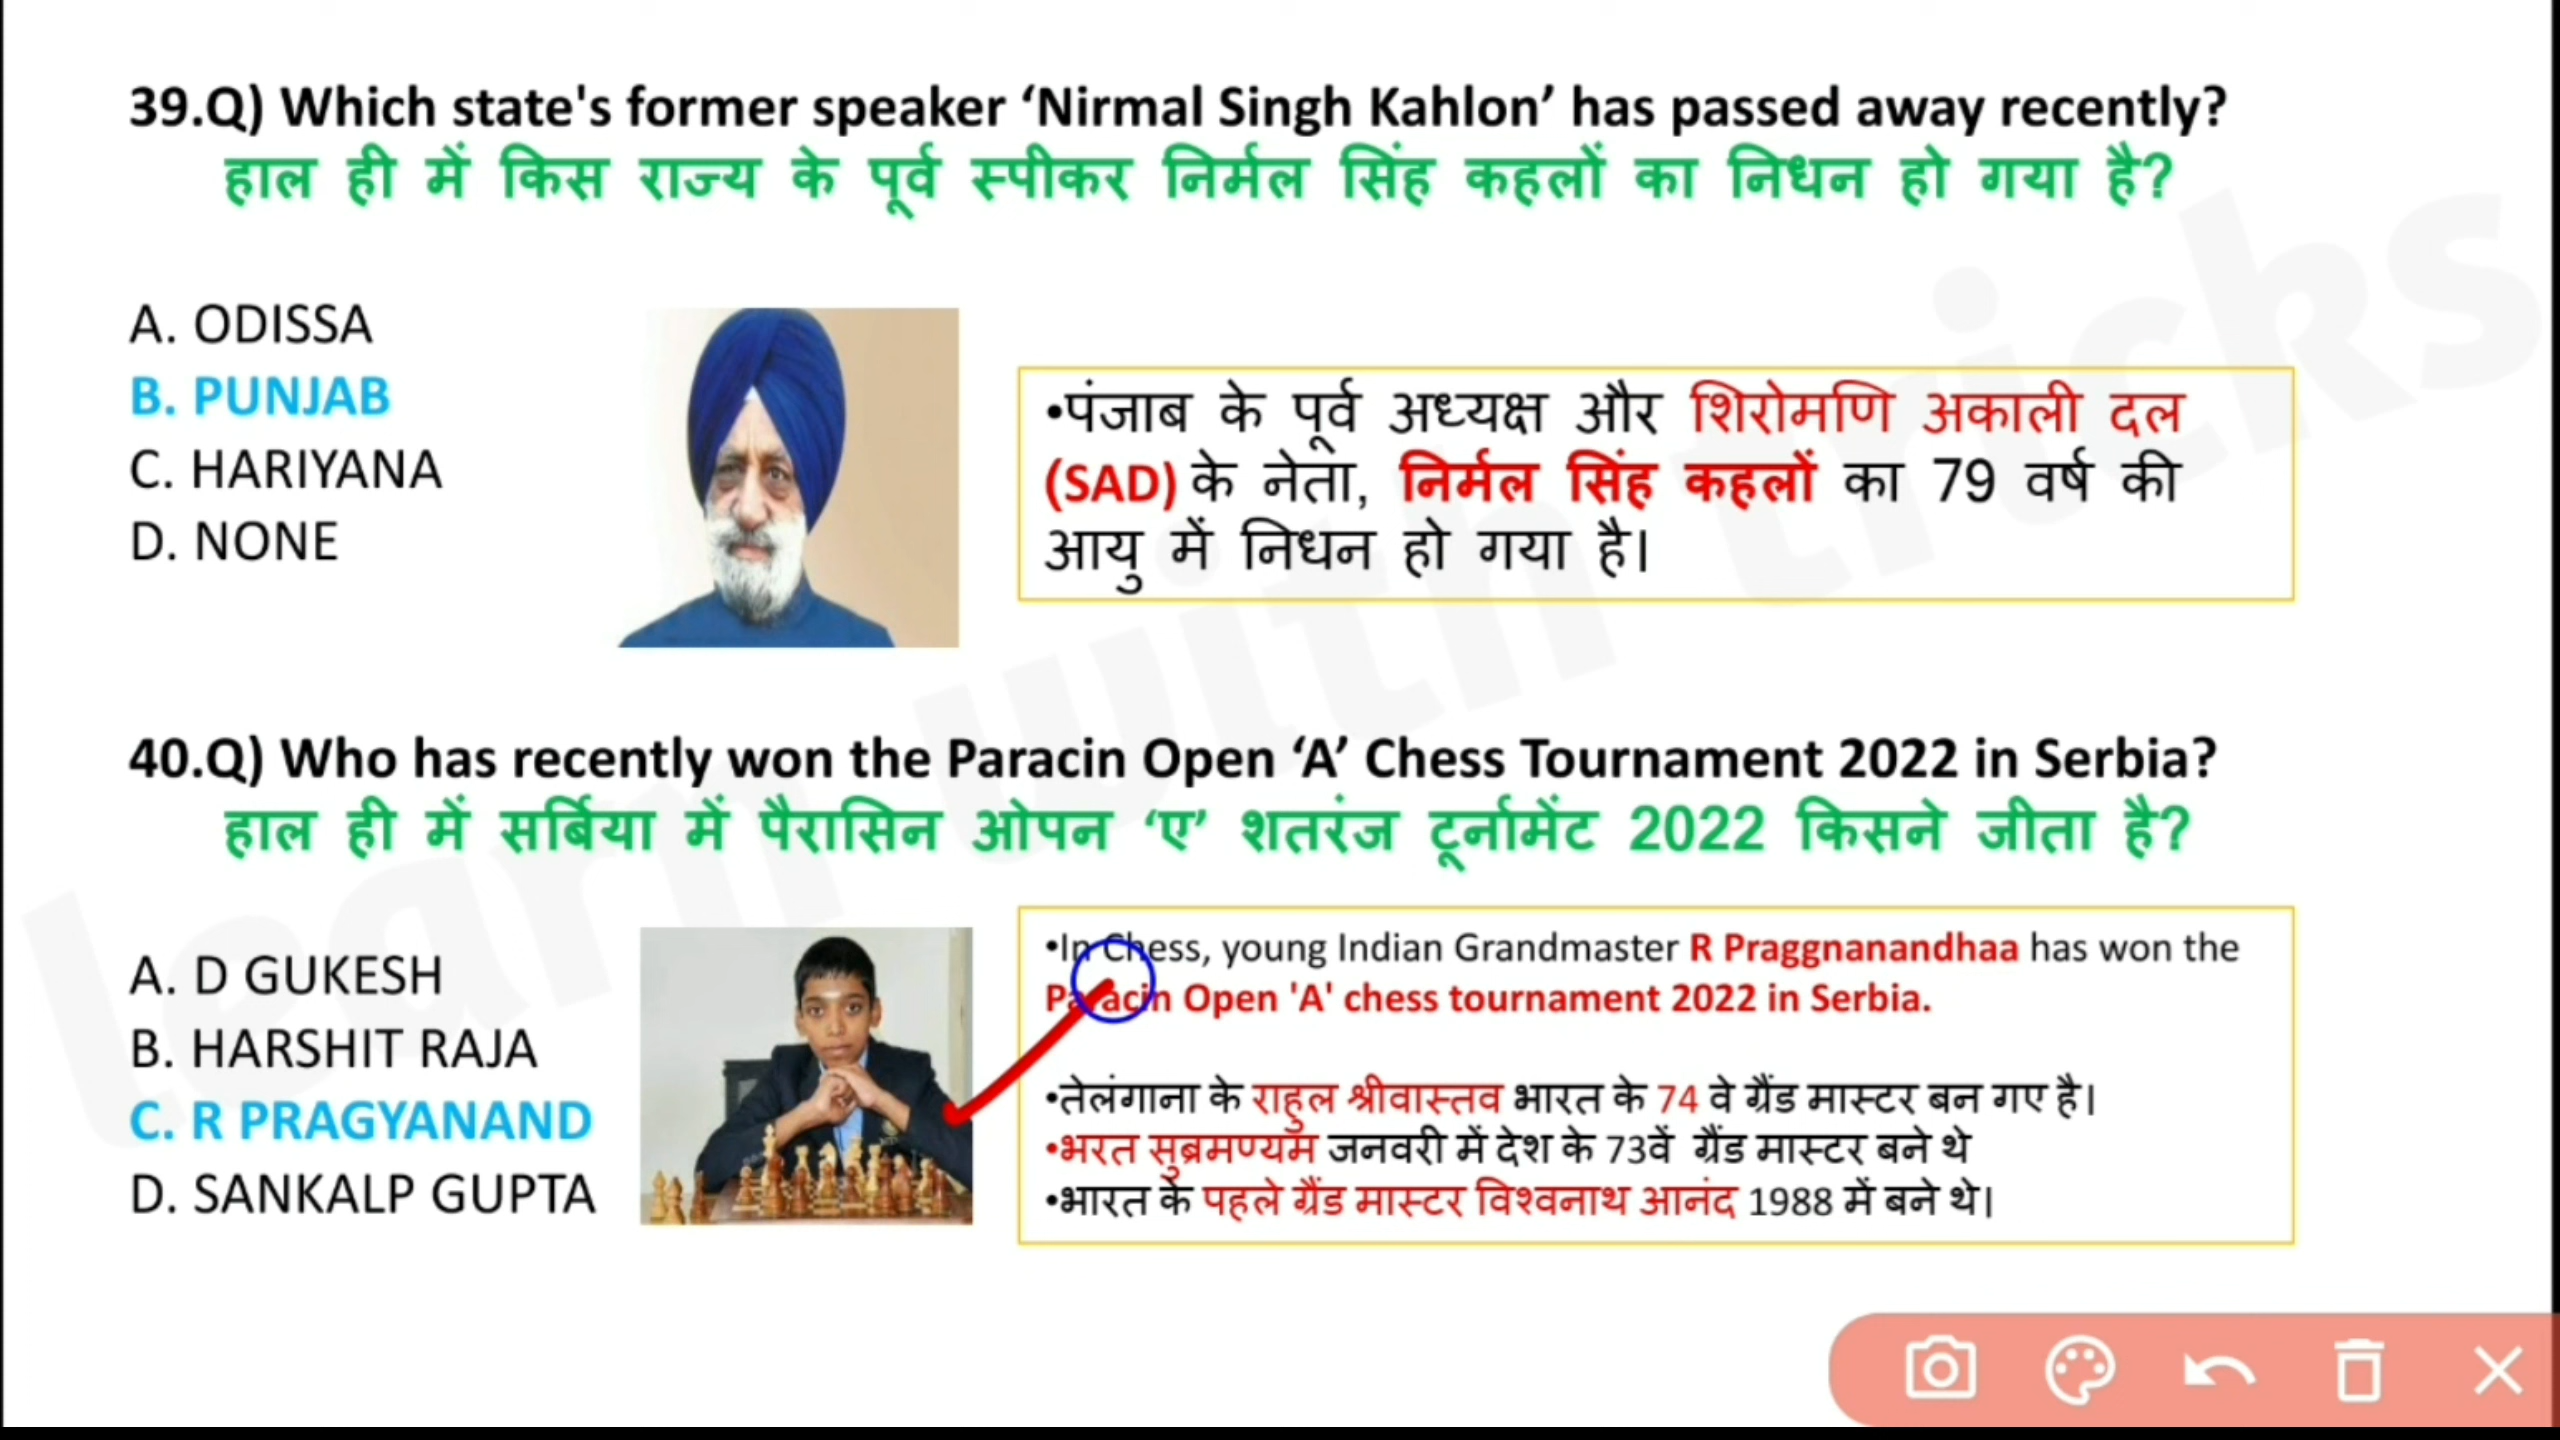 39.Q) Which state's former speaker ‘Nirmal Singh Kahlon’ has passed away recently?
हाल ही में किस राज्य के पूर्व स्पीकर निर्मल सिंह कहलों का निधन हो गया है?
A. ODISSA
B. PUNJAB
C. HARIYANA
D. NONE
•पंजाब के पूर्व अध्यक्ष और शिरोमणि अकाली दल
(SAD) के नेता, निर्मल सिंह कहलों का 79 वर्ष की
आयु में निधन हो गया है।
40.Q) Who has recently won the Paracin Open ‘A’ Chess Tournament 2022 in Serbia?
हाल ही में सर्बिया में पैरासिन ओपन ‘ए’ शतरंज टूर्नामेंट 2022 किसने जीता है?
A. D GUKESH
B. HARSHIT RAJA
C. R PRAGYANAND
D. SANKALP GUPTA
•In Chess, young Indian Grandmaster R Praggnanandhaa has won the
Paracin Open 'A' chess tournament 2022 in Serbia.
•तेलंगाना के राहुल श्रीवास्तव भारत के 74 वे ग्रैंड मास्टर बन गए है।
•भरत सुब्रमण्यम जनवरी में देश के 73वें ग्रैंड मास्टर बने थे
•भारत के पहले ग्रैंड मास्टर विश्वनाथ आनंद 1988 में बने थे।
learn with tricks